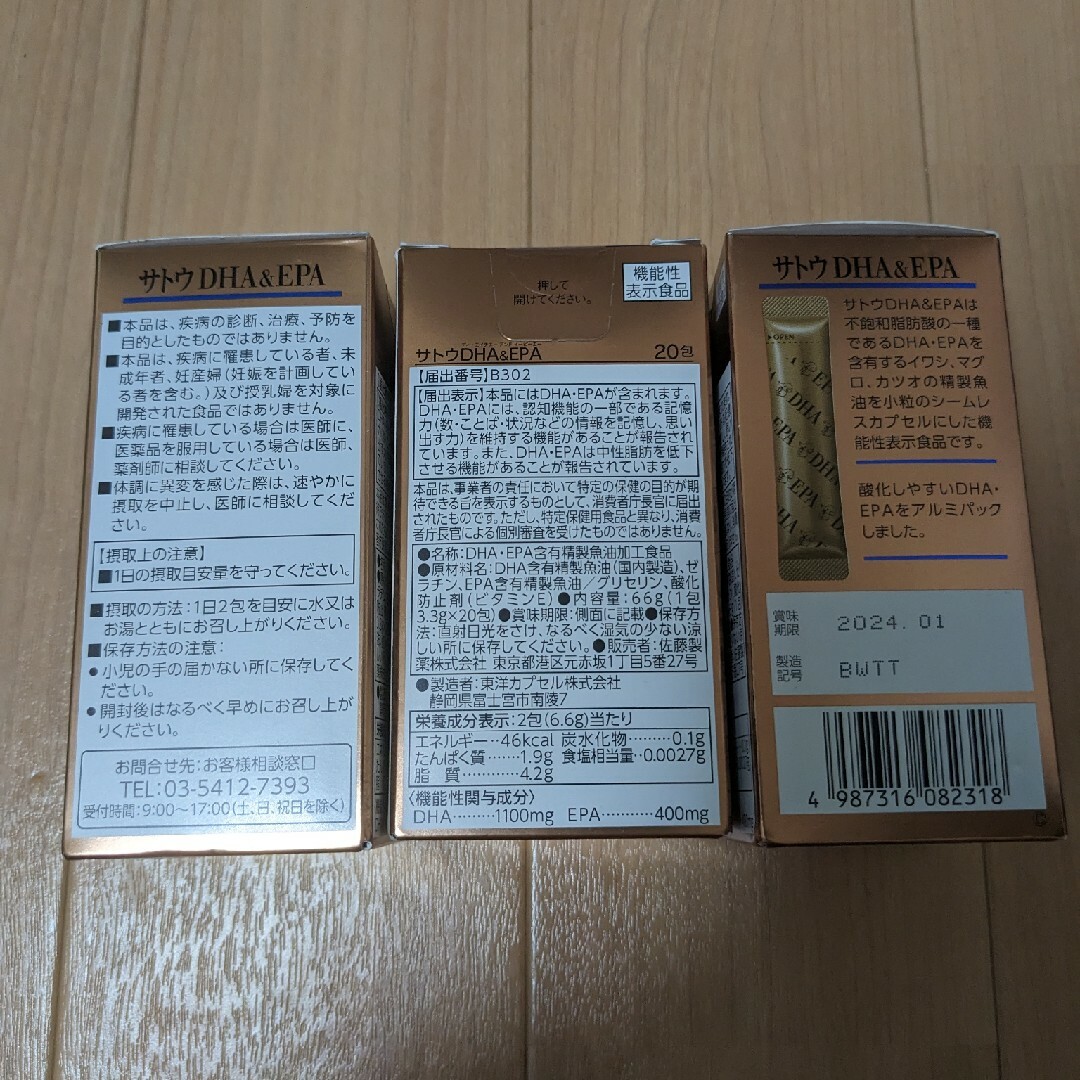 サトウDHA&EPA
■本品は、疾病の診断、治療、予防を
目的としたものではありません。
■本品は、疾病に罹患している者、未
成年者、妊産婦(妊娠を計画してい
る者を含む。)及び授乳婦を対象に
開発された食品ではありません。
■疾病に罹患している場合は医師に、
医薬品を服用している場合は医師、
薬剤師に相談してください。
■体調に異変を感じた際は、速やかに
摂取を中止し、医師に相談してくだ
さい。
【摂取上の注意】
■1日の摂取目安量を守ってください。
■摂取の方法:1日2包を目安に水又は
お湯とともにお召し上がりください。
■保存方法の注意:
●小児の手の届かない所に保存してく
ださい。
●開封後はなるべく早めにお召し上が
りください。
お問合せ先:お客様相談窓口
TEL:03-5412-7393
受付時間:9:00〜17:00(土、日、祝日を除く)
押して
開けてください。
機能性
表示食品
サトウDHA&EPA 20包
【届出番号】B302
【届出表示】本品にはDHA・EPAが含まれます。
DHA・EPAには、認知機能の一部である記憶
力(数・ことば・状況などの情報を記憶し、思い
出す力)を維持する機能があることが報告され
ています。また、DHA・EPAは中性脂肪を低下
させる機能があることが報告されています。
本品は、事業者の責任において特定の保健の目的が期
待できる旨を表示するものとして、消費者庁長官に届出
されたものです。ただし、特定保健用食品と異なり、消費
者庁長官による個別審査を受けたものではありません。
●名称:DHA・EPA含有精製魚油加工食品
●原材料名:DHA含有精製魚油(国内製造)、ゼ
ラチン、EPA含有精製魚油/グリセリン、酸化
防止剤(ビタミンE)●内容量:66g(1包
3.3g×20包)●賞味期限:側面に記載●保存方
法:直射日光をさけ、なるべく湿気の少ない涼
しい所に保存してください。●販売者:佐藤製
薬株式会社 東京都港区元赤坂1丁目5番27号
●製造者:東洋カプセル株式会社
静岡県富士宮市南陵7
栄養成分表示:2包(6.6g)当たり
エネルギー…46kcal 炭水化物………0.1g
たんぱく質……1.9g 食塩相当量…0.0027g
脂 質…………4.2g
〈機能性関与成分〉
DHA………1100mg EPA………400mg
サトウDHA&EPA
サトウDHA&EPAは
不飽和脂肪酸の一種
であるDHA・EPAを
含有するイワシ、マグ
ロ、カツオの精製魚
油を小粒のシームレ
スカプセルにした機
能性表示食品です。
酸化しやすいDHA・
EPAをアルミパック
しました。
OPEN
DHA&EPA
賞味
期限 2024.01
製造
記号 BWTT
4 987316 082318